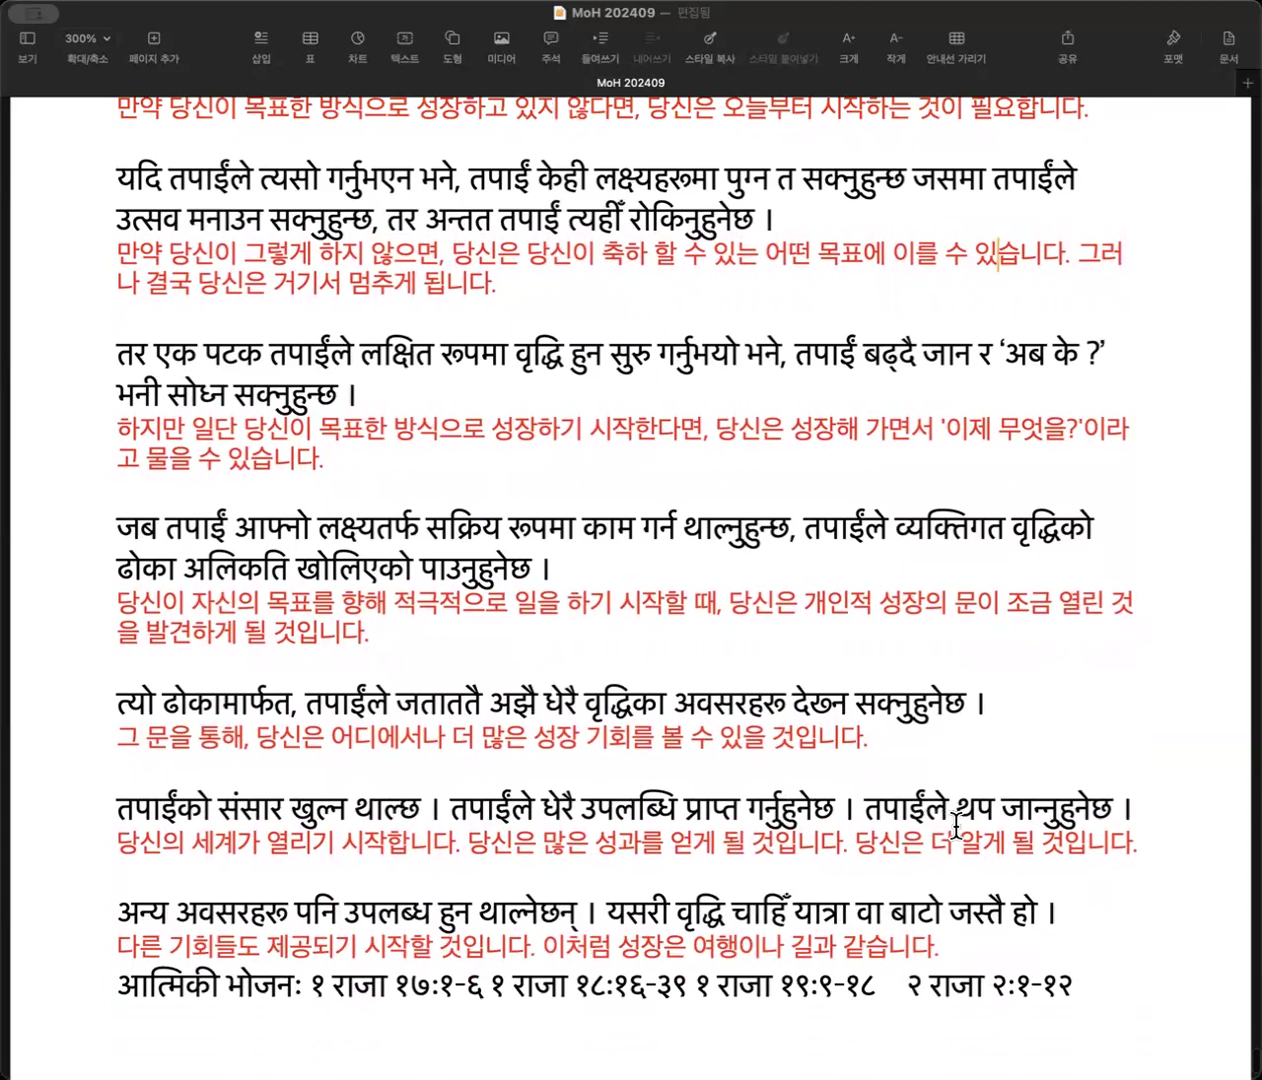 MoH 202409 — 편집됨
300%
보기 확대/축소 페이지 추가 삽입 표 차트 텍스트 도형 미디어 주석 들여쓰기 내어쓰기 스타일 복사 스타일 붙여넣기 크게 작게 안내선 가리기 공유 포맷 문서
MoH 202409
만약 당신이 목표한 방식으로 성장하고 있지 않다면, 당신은 오늘부터 시작하는 것이 필요합니다.
यदि तपाईंले त्यसो गर्नुभएन भने, तपाईं केही लक्ष्यहरूमा पुग्न त सक्नुहुन्छ जसमा तपाईंले
उत्सव मनाउन सक्नुहुन्छ, तर अन्तत तपाईं त्यहीँ रोकिनुहुनेछ ।
만약 당신이 그렇게 하지 않으면, 당신은 당신이 축하 할 수 있는 어떤 목표에 이를 수 있습니다. 그러
나 결국 당신은 거기서 멈추게 됩니다.
तर एक पटक तपाईंले लक्षित रूपमा वृद्धि हुन सुरु गर्नुभयो भने, तपाईं बढ्दै जान र ‘अब के ?’
भनी सोध्न सक्नुहुन्छ ।
하지만 일단 당신이 목표한 방식으로 성장하기 시작한다면, 당신은 성장해 가면서 '이제 무엇을?'이라
고 물을 수 있습니다.
जब तपाईं आफ्नो लक्ष्यतर्फ सक्रिय रूपमा काम गर्न थाल्नुहुन्छ, तपाईंले व्यक्तिगत वृद्धिको
ढोका अलिकति खोलिएको पाउनुहुनेछ ।
당신이 자신의 목표를 향해 적극적으로 일을 하기 시작할 때, 당신은 개인적 성장의 문이 조금 열린 것
을 발견하게 될 것입니다.
त्यो ढोकामार्फत, तपाईंले जताततै अझै धेरै वृद्धिका अवसरहरू देख्न सक्नुहुनेछ ।
그 문을 통해, 당신은 어디에서나 더 많은 성장 기회를 볼 수 있을 것입니다.
तपाईंको संसार खुल्न थाल्छ । तपाईंले धेरै उपलब्धि प्राप्त गर्नुहुनेछ । तपाईंले थप जान्नुहुनेछ ।
당신의 세계가 열리기 시작합니다. 당신은 많은 성과를 얻게 될 것입니다. 당신은 더 알게 될 것입니다.
अन्य अवसरहरू पनि उपलब्ध हुन थाल्नेछन् । यसरी वृद्धि चाहिँ यात्रा वा बाटो जस्तै हो ।
다른 기회들도 제공되기 시작할 것입니다. 이처럼 성장은 여행이나 길과 같습니다.
आत्मिकी भोजनः १ राजा १७:१-६ १ राजा १८:१६-३९ १ राजा १९:९-१८ २ राजा २:१-१२